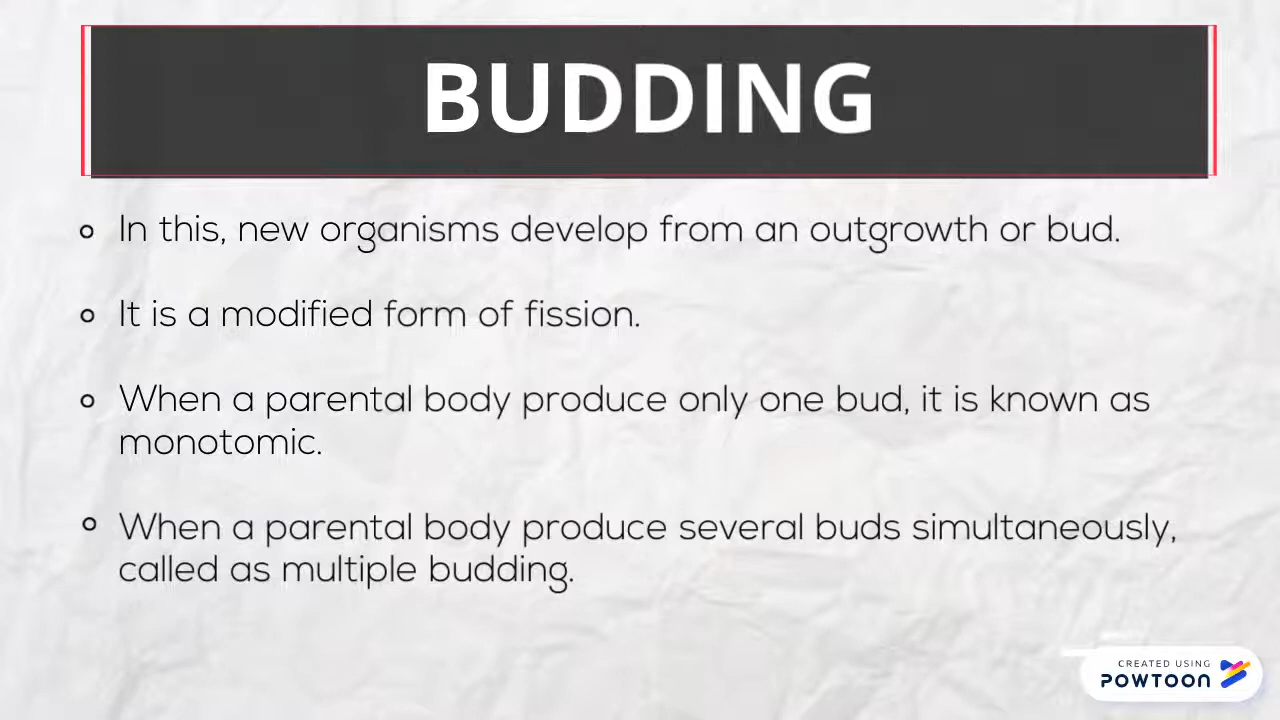 BUDDING
In this, new organisms develop from an outgrowth or bud.
It is a modified form of fission.
When a parental body produce only one bud, it is known as
monotomic.
When a parental body produce several buds simultaneously,
called as multiple budding.
CREATED USING
POWTOON